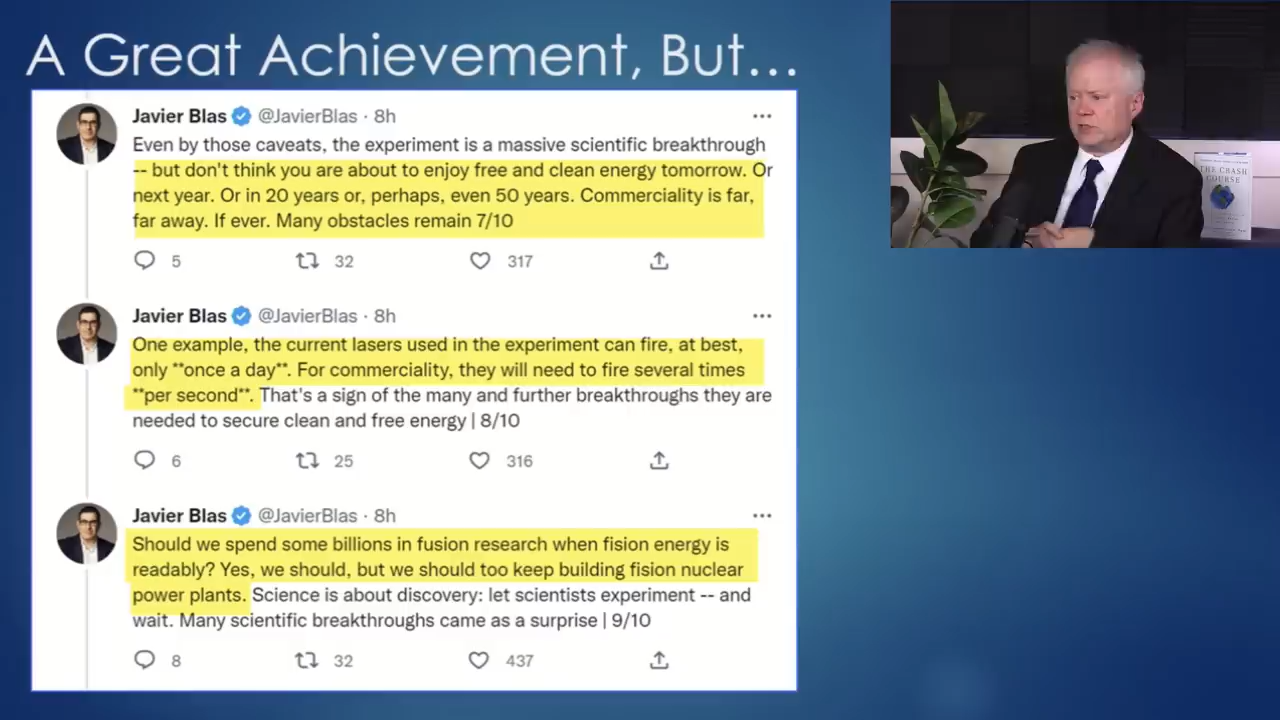 A Great Achievement, But...
Javier Blas @JavierBlas · 8h
Even by those caveats, the experiment is a massive scientific breakthrough
-- but don't think you are about to enjoy free and clean energy tomorrow. Or
next year. Or in 20 years or, perhaps, even 50 years. Commerciality is far,
far away. If ever. Many obstacles remain 7/10
5 32 317
Javier Blas @JavierBlas · 8h
One example, the current lasers used in the experiment can fire, at best,
only **once a day**. For commerciality, they will need to fire several times
**per second**. That's a sign of the many and further breakthroughs they are
needed to secure clean and free energy | 8/10
6 25 316
Javier Blas @JavierBlas · 8h
Should we spend some billions in fusion research when fision energy is
readably? Yes, we should, but we should too keep building fision nuclear
power plants. Science is about discovery: let scientists experiment -- and
wait. Many scientific breakthroughs came as a surprise | 9/10
8 32 437
THE CRASH
COURSE